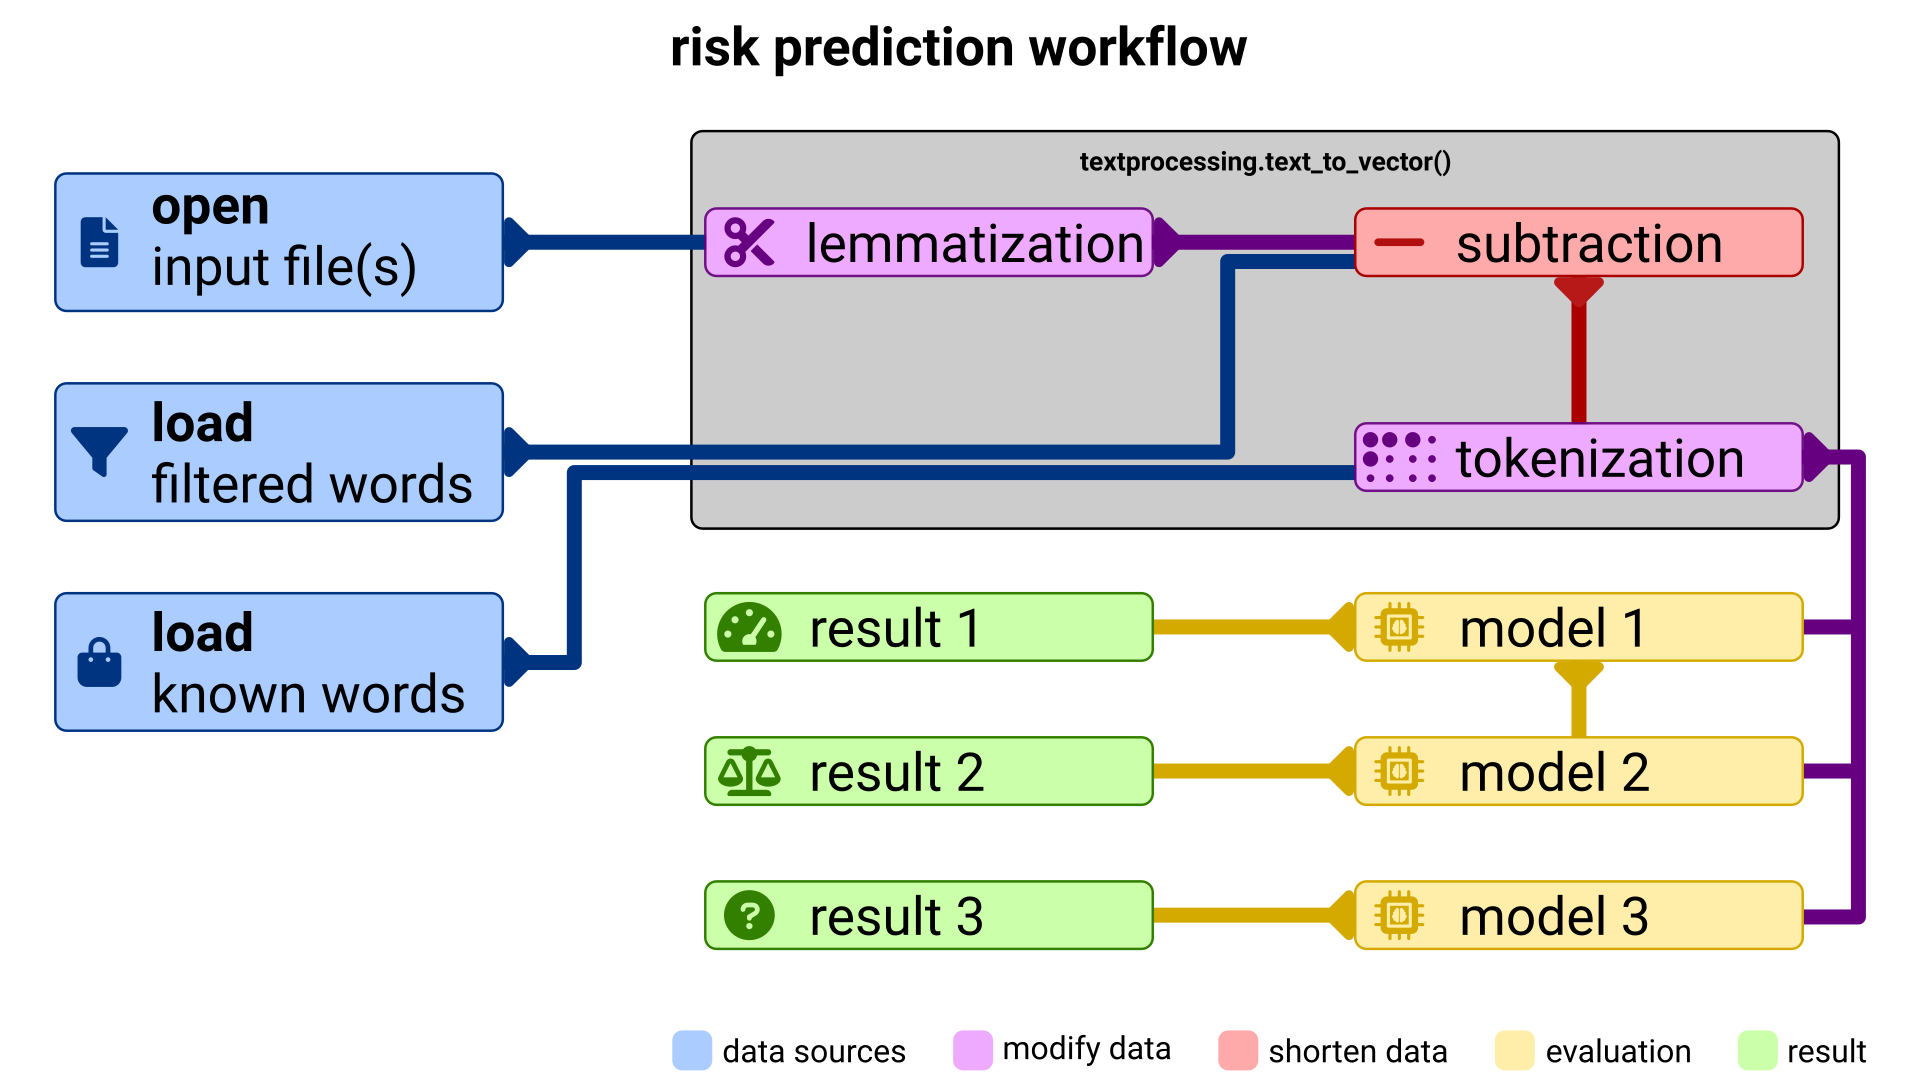 risk prediction workflow
textprocessing.text_to_vector()
open
input file(s)
lemmatization
subtraction
load
filtered words
tokenization
load
known words
result 1
model 1
result 2
model 2
?
result 3
model 3
data sources
modify data
shorten data
evaluation
result